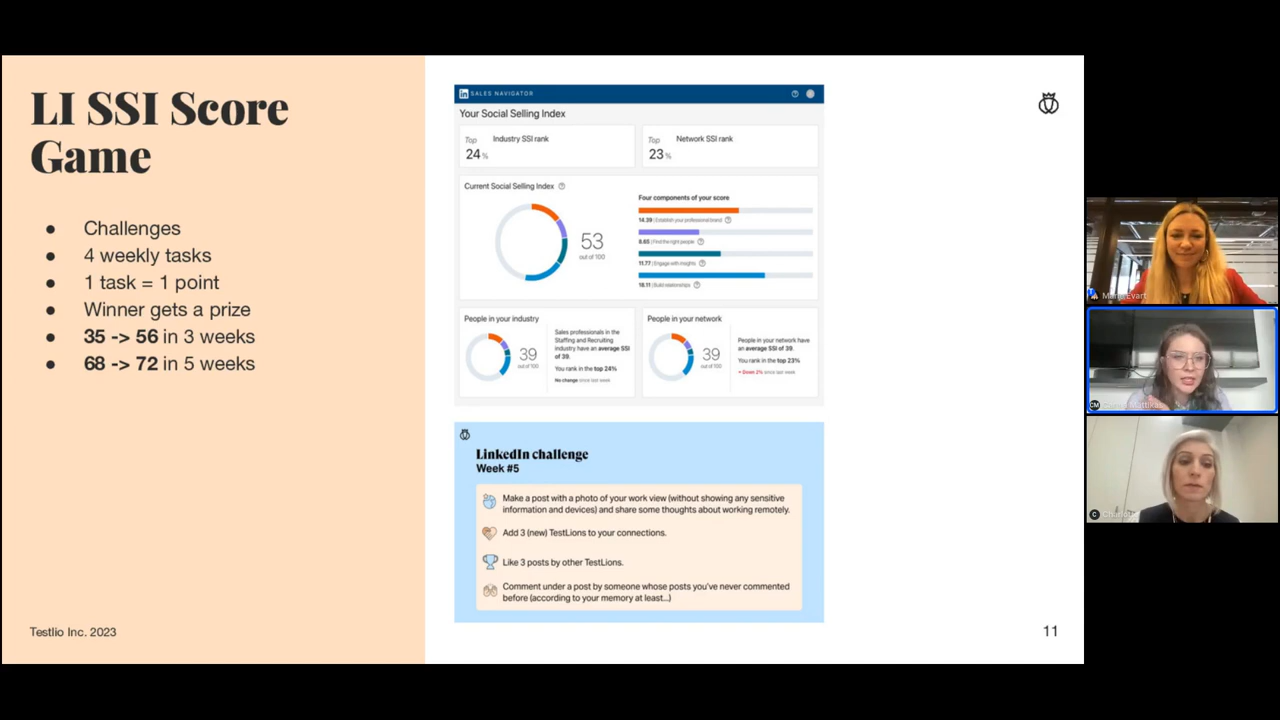 LI SSI Score
Game
● Challenges
● 4 weekly tasks
● 1 task = 1 point
● Winner gets a prize
● 35 -> 56 in 3 weeks
● 68 -> 72 in 5 weeks
Testlio Inc. 2023
in SALES NAVIGATOR
Your Social Selling Index
Top Industry SSI rank
24%
Top Network SSI rank
23%
Current Social Selling Index
53
out of 100
Four components of your score
14.39 | Establish your professional brand
8.65 | Find the right people
11.77 | Engage with insights
18.11 | Build relationships
People in your industry
39
out of 100
Sales professionals in the
Staffing and Recruiting
industry have an average SSI
of 39.
You rank in the top 24%
No change since last week
People in your network
39
out of 100
People in your network have
an average SSI of 39.
You rank in the top 23%
Down 2% since last week
LinkedIn challenge
Week #5
Make a post with a photo of your work view (without showing any sensitive
information and devices) and share some thoughts about working remotely.
Add 3 (new) TestLions to your connections.
Like 3 posts by other TestLions.
Comment under a post by someone whose posts you've never commented
before (according to your memory at least...)
11
CM
C